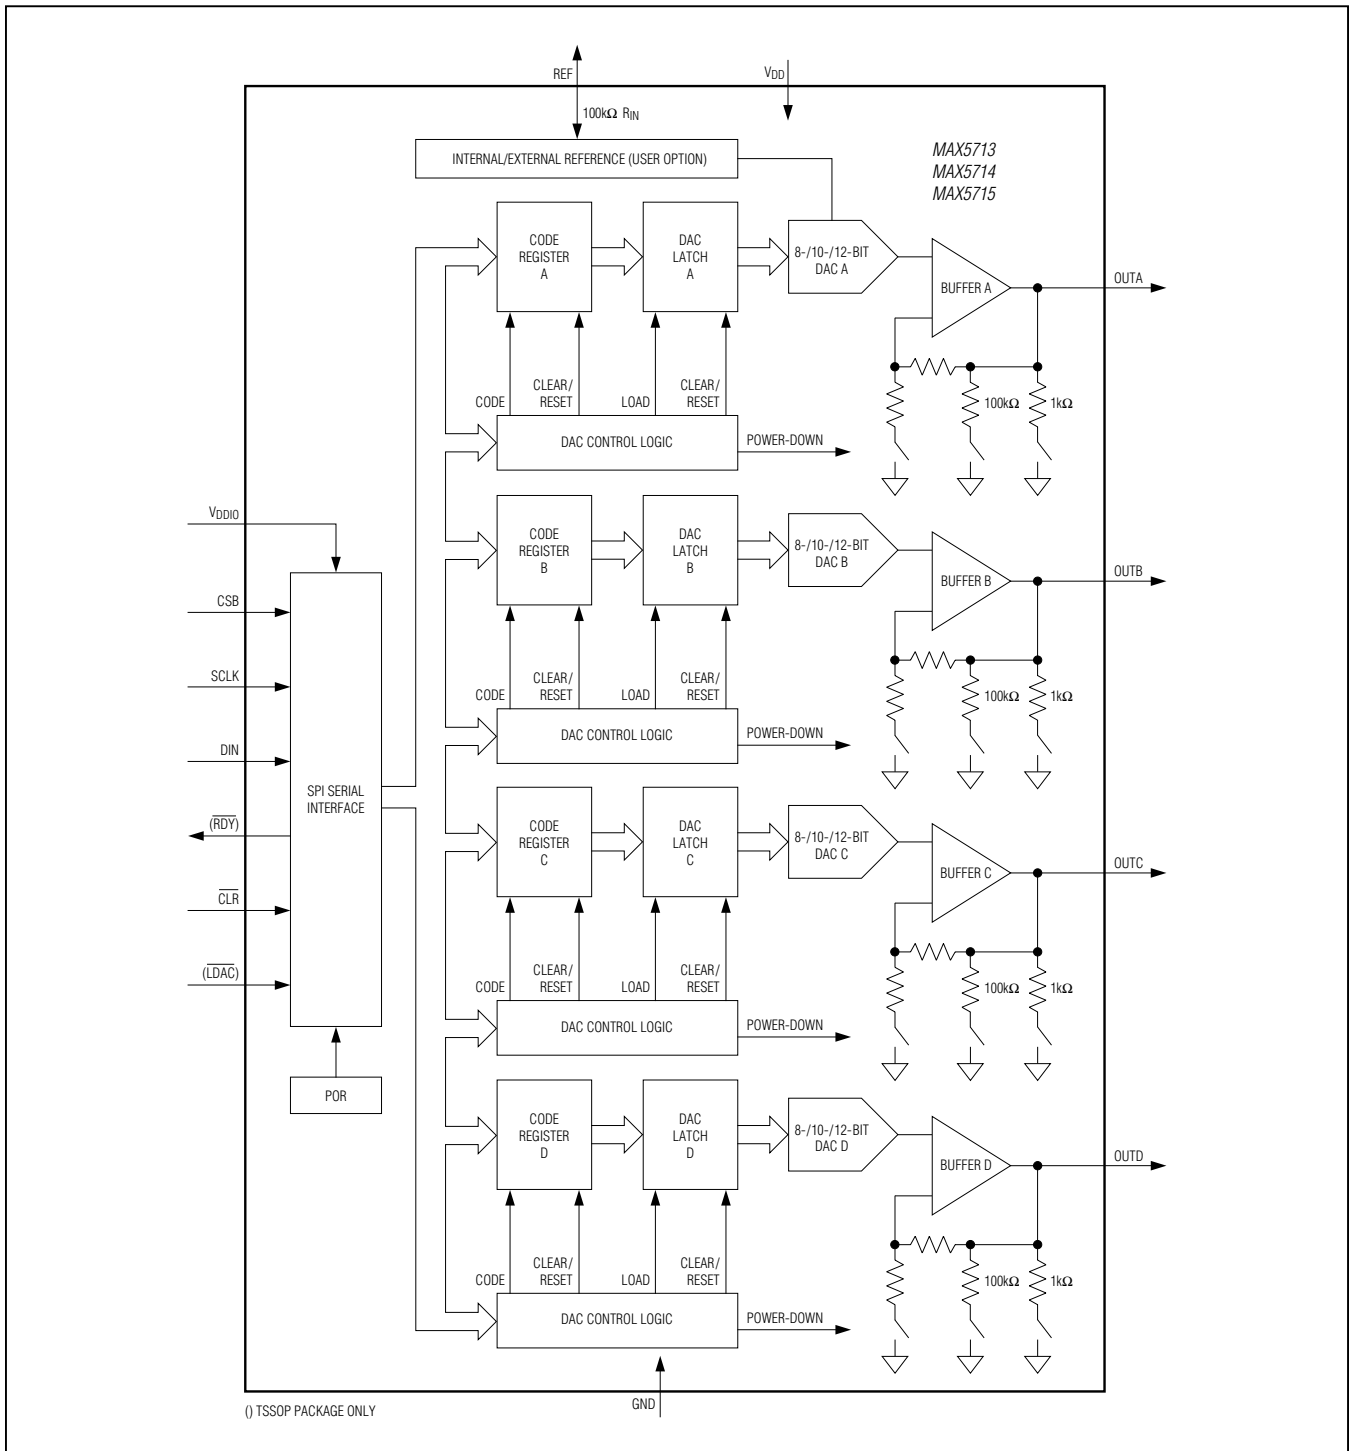 REF
VDD
100kΩ RIN
INTERNAL/EXTERNAL REFERENCE (USER OPTION)
MAX5713
MAX5714
MAX5715
CODE
REGISTER
A
DAC
LATCH
A
8-/10-/12-BIT
DAC A
BUFFER A
OUTA
CODE
CLEAR/
RESET
LOAD
CLEAR/
RESET
100kΩ
1kΩ
DAC CONTROL LOGIC
POWER-DOWN
VDDIO
CODE
REGISTER
B
DAC
LATCH
B
8-/10-/12-BIT
DAC B
BUFFER B
OUTB
CSB
SCLK
CODE
CLEAR/
RESET
LOAD
CLEAR/
RESET
100kΩ
1kΩ
DAC CONTROL LOGIC
POWER-DOWN
DIN
SPI SERIAL
INTERFACE
(RDY)
CODE
REGISTER
C
DAC
LATCH
C
8-/10-/12-BIT
DAC C
BUFFER C
OUTC
CLR
(LDAC)
CODE
CLEAR/
RESET
LOAD
CLEAR/
RESET
100kΩ
1kΩ
DAC CONTROL LOGIC
POWER-DOWN
POR
CODE
REGISTER
D
DAC
LATCH
D
8-/10-/12-BIT
DAC D
BUFFER D
OUTD
CODE
CLEAR/
RESET
LOAD
CLEAR/
RESET
100kΩ
1kΩ
DAC CONTROL LOGIC
POWER-DOWN
GND
() TSSOP PACKAGE ONLY